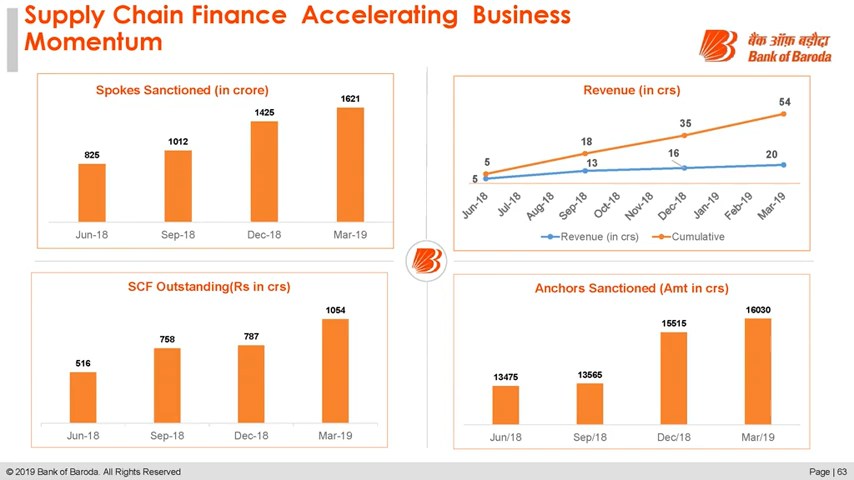 Supply Chain Finance Accelerating Business
Momentum
बैंक ऑफ़ बड़ौदा
Bank of Baroda
Spokes Sanctioned (in crore)
825
1012
1425
1621
Jun-18 Sep-18 Dec-18 Mar-19
Revenue (in crs)
5
18
35
54
5
13
16
20
Jun-18 Jul-18 Aug-18 Sep-18 Oct-18 Nov-18 Dec-18 Jan-19 Feb-19 Mar-19
Revenue (in crs) Cumulative
SCF Outstanding(Rs in crs)
516
758
787
1054
Jun-18 Sep-18 Dec-18 Mar-19
Anchors Sanctioned (Amt in crs)
13475
13565
15515
16030
Jun/18 Sep/18 Dec/18 Mar/19
© 2019 Bank of Baroda. All Rights Reserved
Page | 63